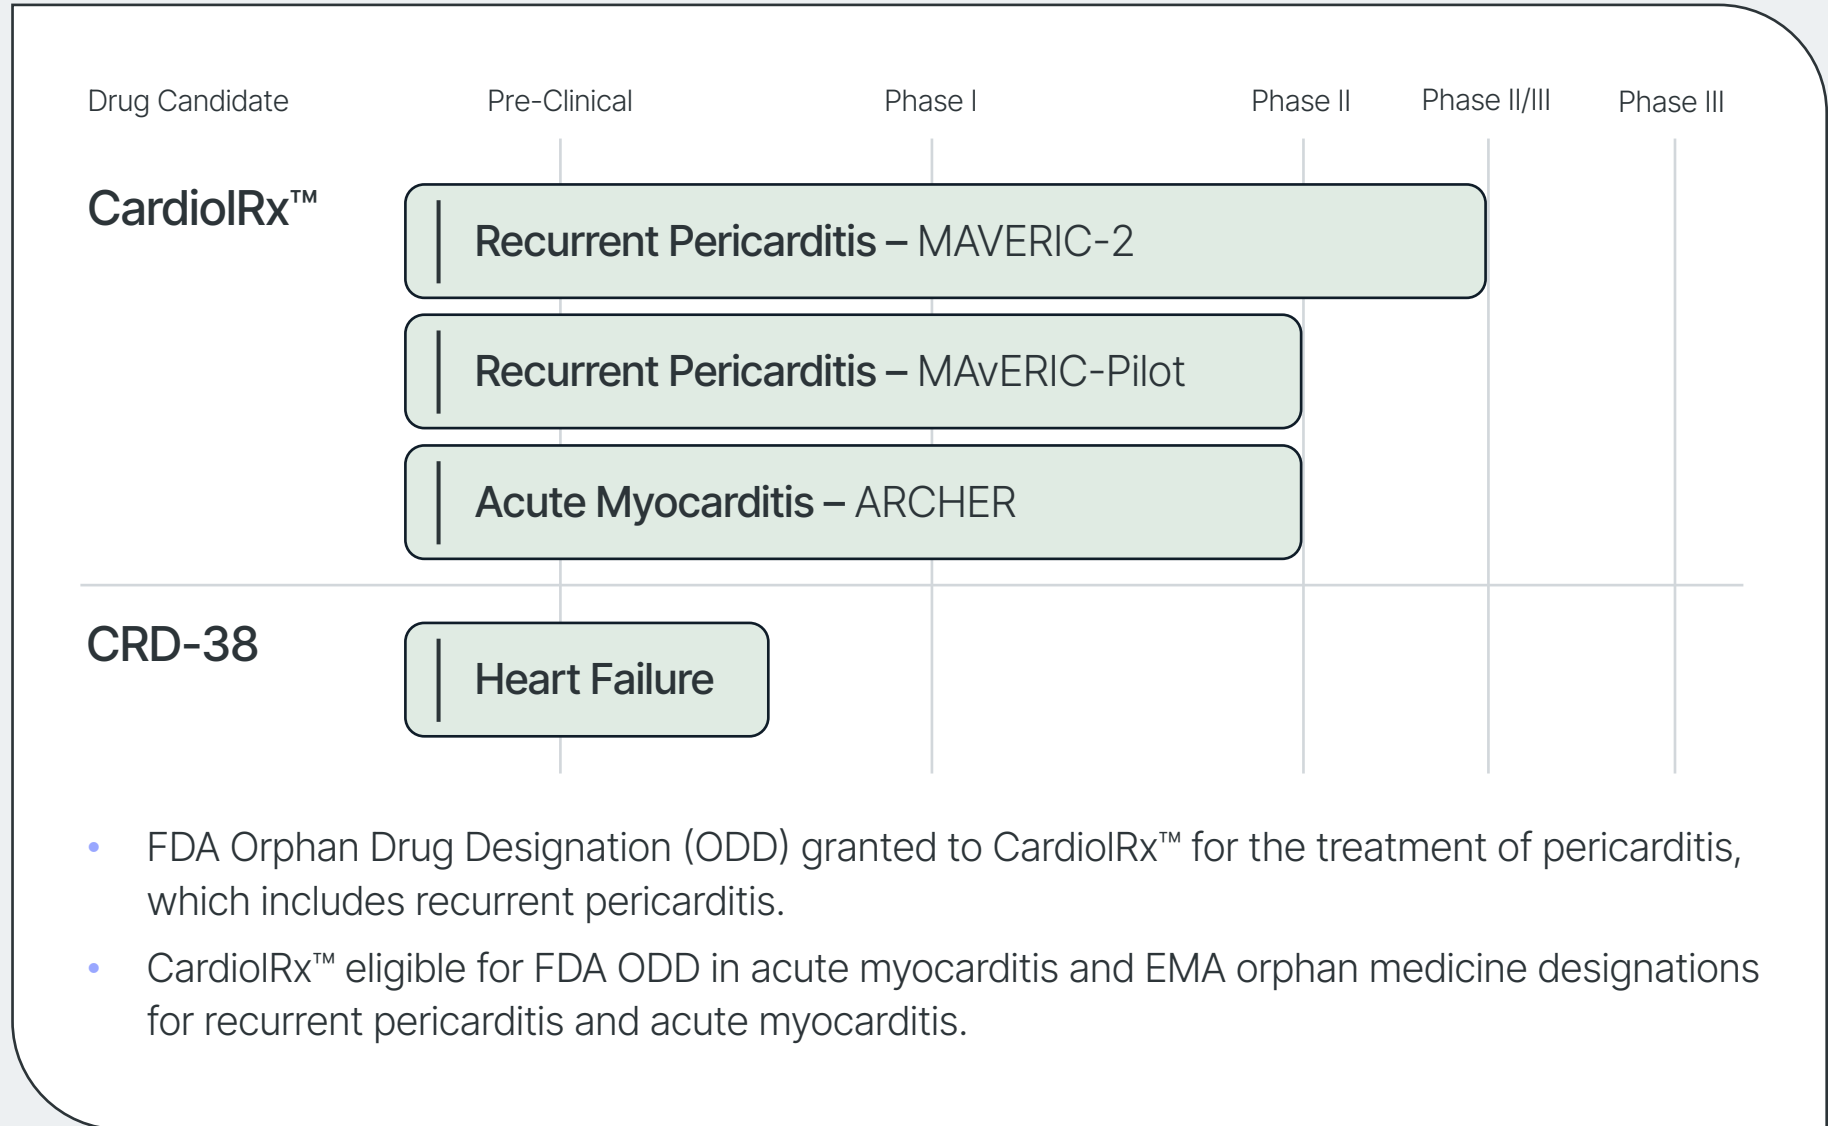 Drug Candidate Pre-Clinical Phase I Phase II Phase II/III Phase III
CardiolRx™
Recurrent Pericarditis – MAVERIC-2
Recurrent Pericarditis – MAvERIC-Pilot
Acute Myocarditis – ARCHER
CRD-38
Heart Failure
• FDA Orphan Drug Designation (ODD) granted to CardiolRx™ for the treatment of pericarditis,
which includes recurrent pericarditis.
• CardiolRx™ eligible for FDA ODD in acute myocarditis and EMA orphan medicine designations
for recurrent pericarditis and acute myocarditis.